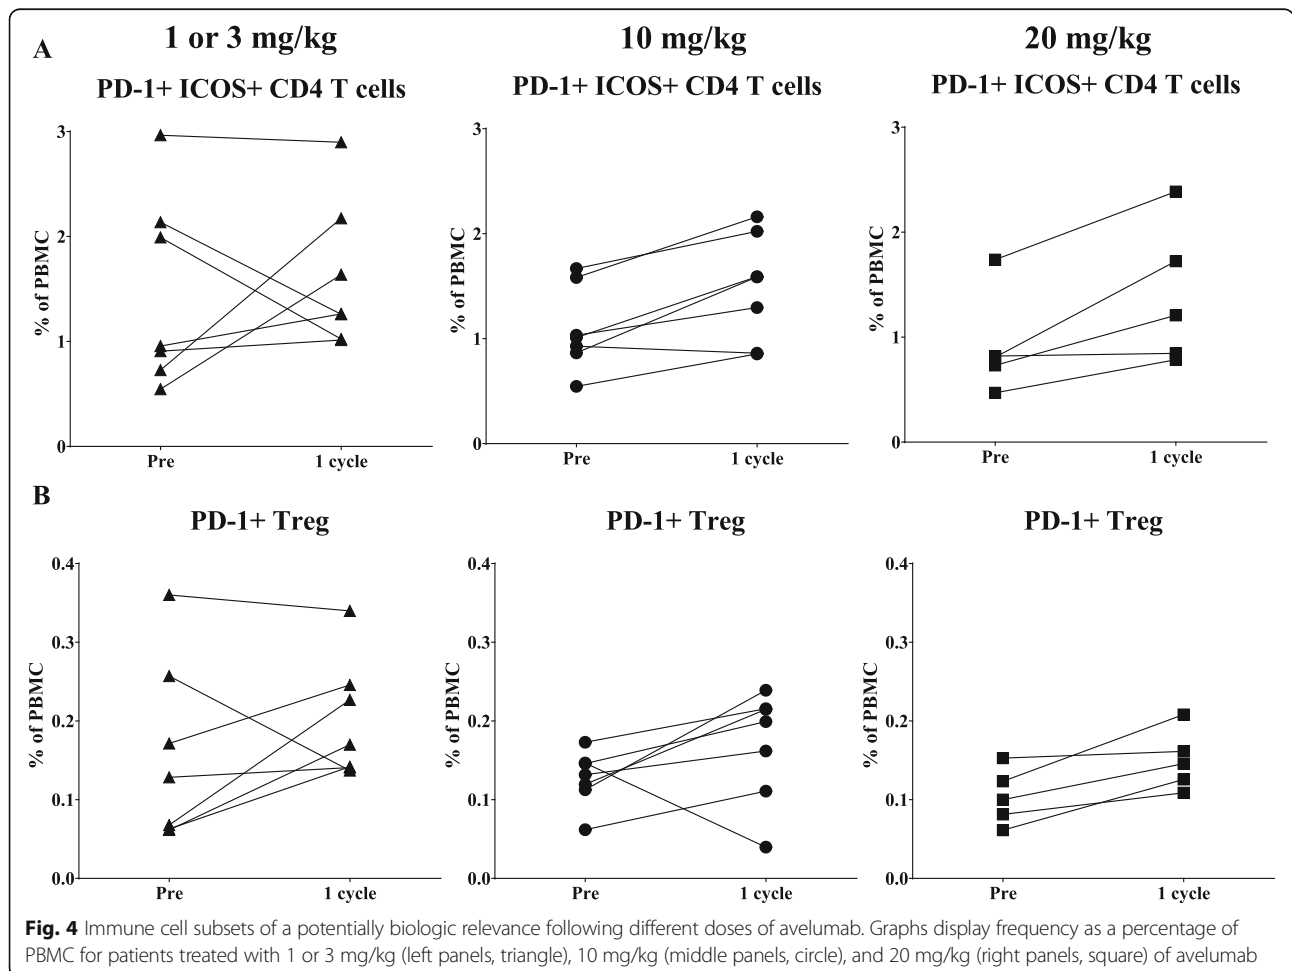 A
1 or 3 mg/kg
10 mg/kg
20 mg/kg
PD-1+ ICOS+ CD4 T cells
PD-1+ ICOS+ CD4 T cells
PD-1+ ICOS+ CD4 T cells
% of PBMC
3
2
1
0
Pre
1 cycle
% of PBMC
3
2
1
0
Pre
1 cycle
% of PBMC
3
2
1
0
Pre
1 cycle
B
PD-1+ Treg
PD-1+ Treg
PD-1+ Treg
% of PBMC
0.4
0.3
0.2
0.1
0.0
Pre
1 cycle
% of PBMC
0.4
0.3
0.2
0.1
0.0
Pre
1 cycle
% of PBMC
0.4
0.3
0.2
0.1
0.0
Pre
1 cycle
Fig. 4 Immune cell subsets of a potentially biologic relevance following different doses of avelumab. Graphs display frequency as a percentage of
PBMC for patients treated with 1 or 3 mg/kg (left panels, triangle), 10 mg/kg (middle panels, circle), and 20 mg/kg (right panels, square) of avelumab